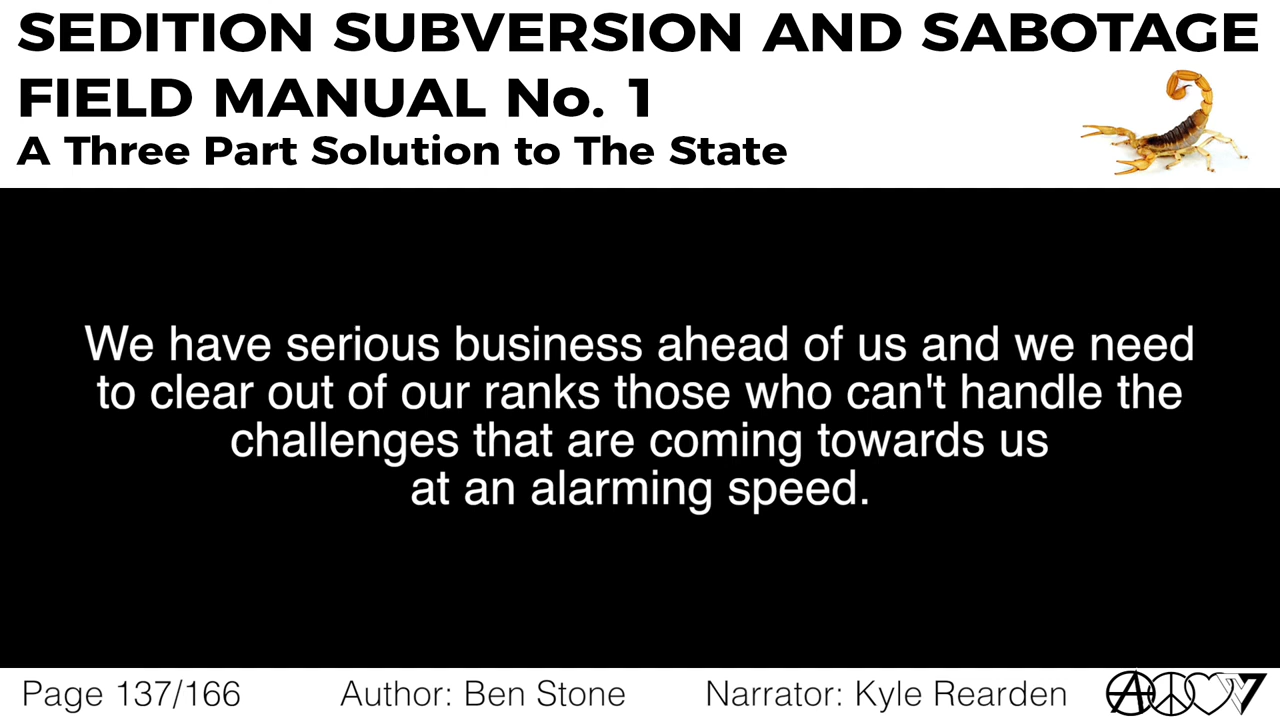 SEDITION SUBVERSION AND SABOTAGE
FIELD MANUAL No. 1
A Three Part Solution to The State
We have serious business ahead of us and we need
to clear out of our ranks those who can't handle the
challenges that are coming towards us
at an alarming speed.
Page 137/166 Author: Ben Stone Narrator: Kyle Rearden